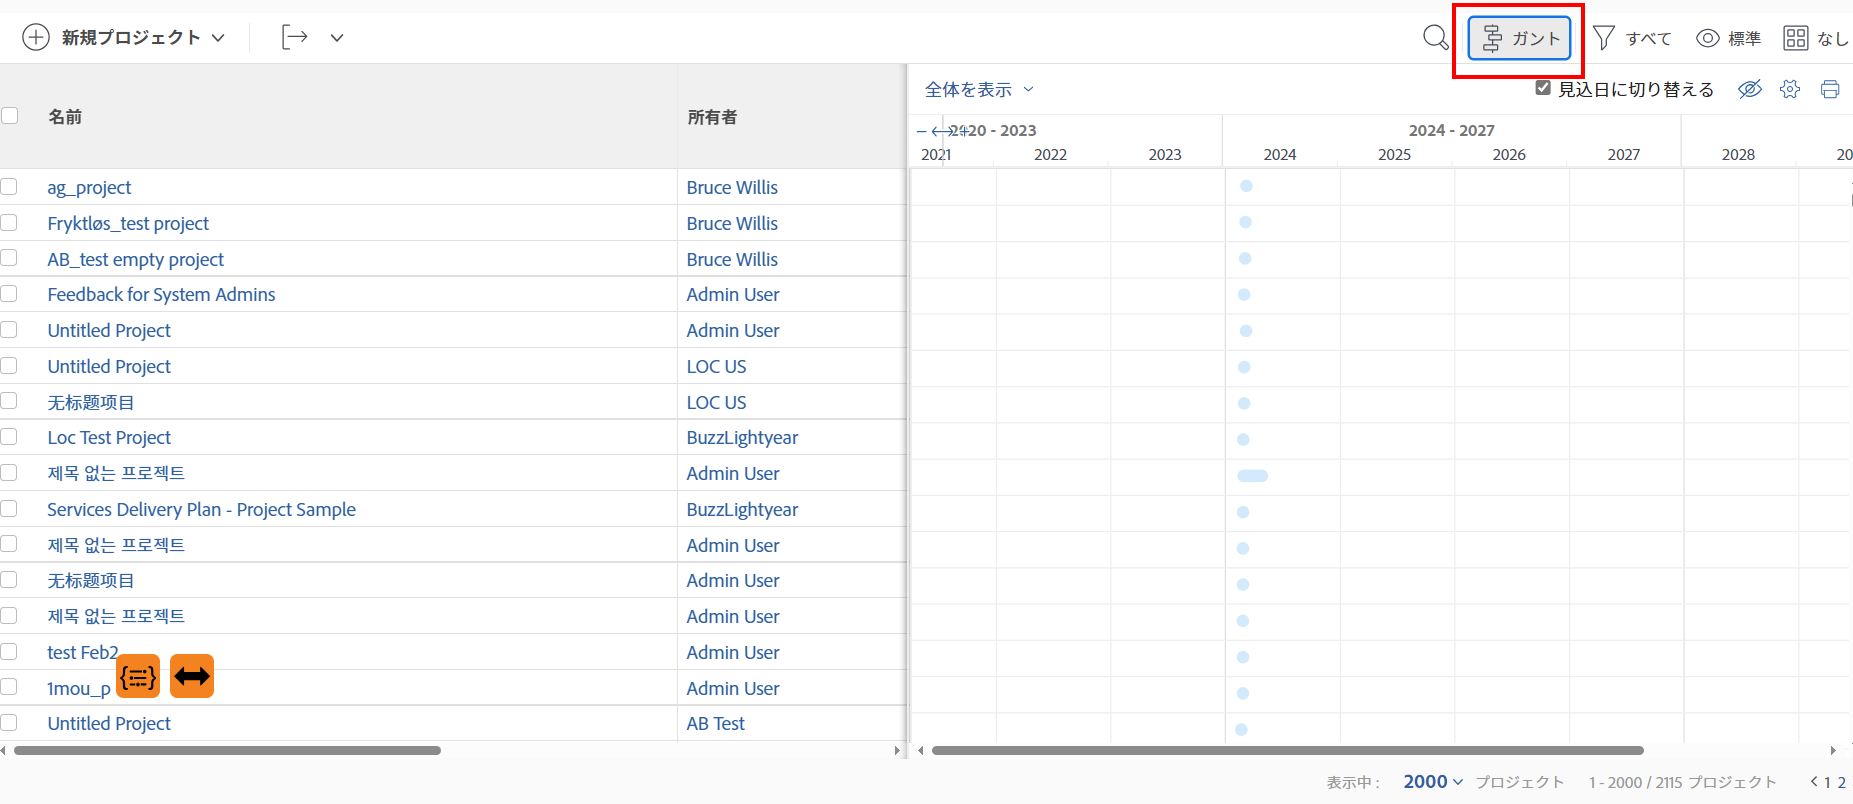 新規プロジェクト
ガント
すべて
標準
なし
全体を表示
見込日に切り替える
名前
所有者
2020 - 2023
2024 - 2027
2021
2022
2023
2024
2025
2026
2027
2028
20
ag_project
Bruce Willis
Fryktløs_test project
Bruce Willis
AB_test empty project
Bruce Willis
Feedback for System Admins
Admin User
Untitled Project
Admin User
Untitled Project
LOC US
无标题项目
LOC US
Loc Test Project
BuzzLightyear
제목 없는 프로젝트
Admin User
Services Delivery Plan - Project Sample
BuzzLightyear
제목 없는 프로젝트
Admin User
无标题项目
Admin User
제목 없는 프로젝트
Admin User
test Feb2
Admin User
1mou_p
Admin User
Untitled Project
AB Test
表示中 : 2000 プロジェクト 1 - 2000 / 2115 プロジェクト 1 2